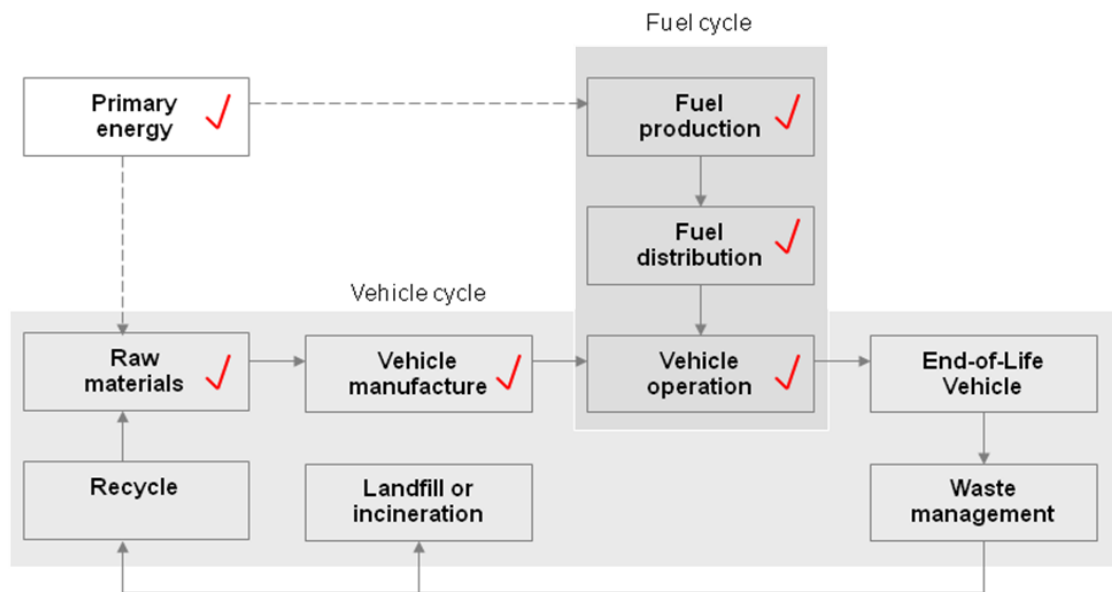 Fuel cycle
Primary
energy
Fuel
production
Fuel
distribution
Vehicle cycle
Raw
materials
Vehicle
manufacture
Vehicle
operation
End-of-Life
Vehicle
Recycle
Landfill or
incineration
Waste
management